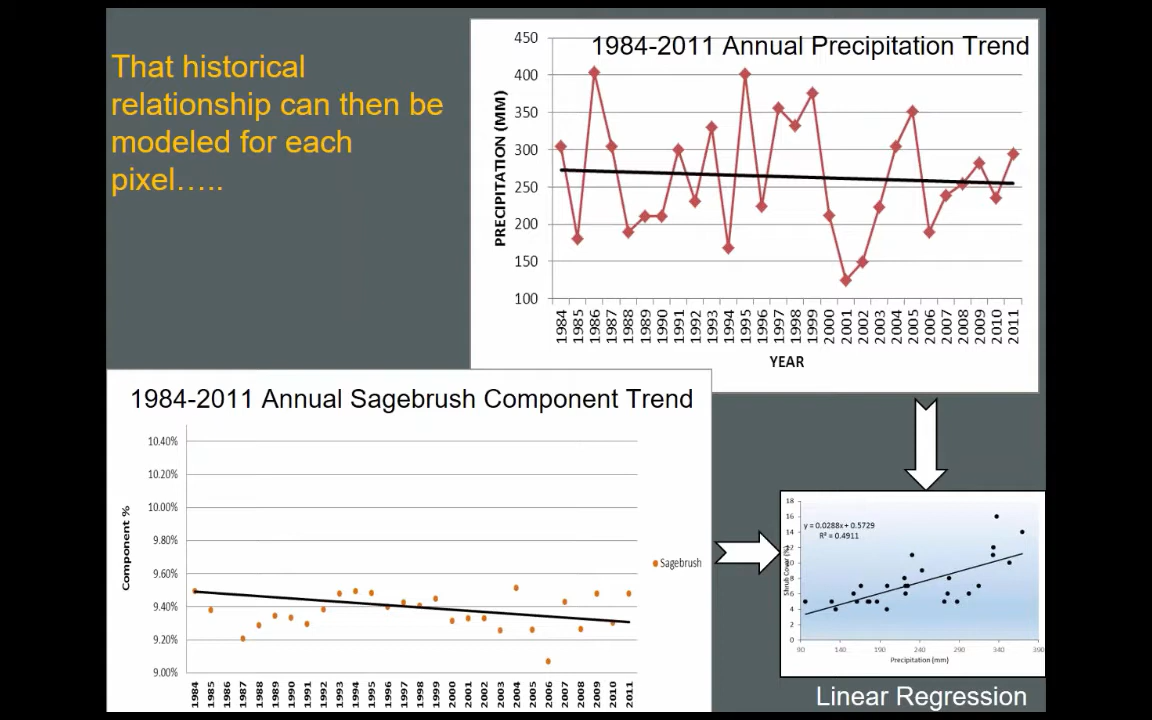 That historical
relationship can then be
modeled for each
pixel…..
1984-2011 Annual Precipitation Trend
PRECIPITATION (MM)
450
400
350
300
250
200
150
100
1984 1985 1986 1987 1988 1989 1990 1991 1992 1993 1994 1995 1996 1997 1998 1999 2000 2001 2002 2003 2004 2005 2006 2007 2008 2009 2010 2011
YEAR
1984-2011 Annual Sagebrush Component Trend
Component %
10.40%
10.20%
10.00%
9.80%
9.60%
9.40%
9.20%
9.00%
Sagebrush
1984 1985 1986 1987 1988 1989 1990 1991 1992 1993 1994 1995 1996 1997 1998 1999 2000 2001 2002 2003 2004 2005 2006 2007 2008 2009 2010 2011
y = 0.0288x + 0.5729
R² = 0.4911
Shrub Cover (%)
18
16
14
12
10
8
6
4
2
0
90 140 190 240 290 340 390
Precipitation (mm)
Linear Regression